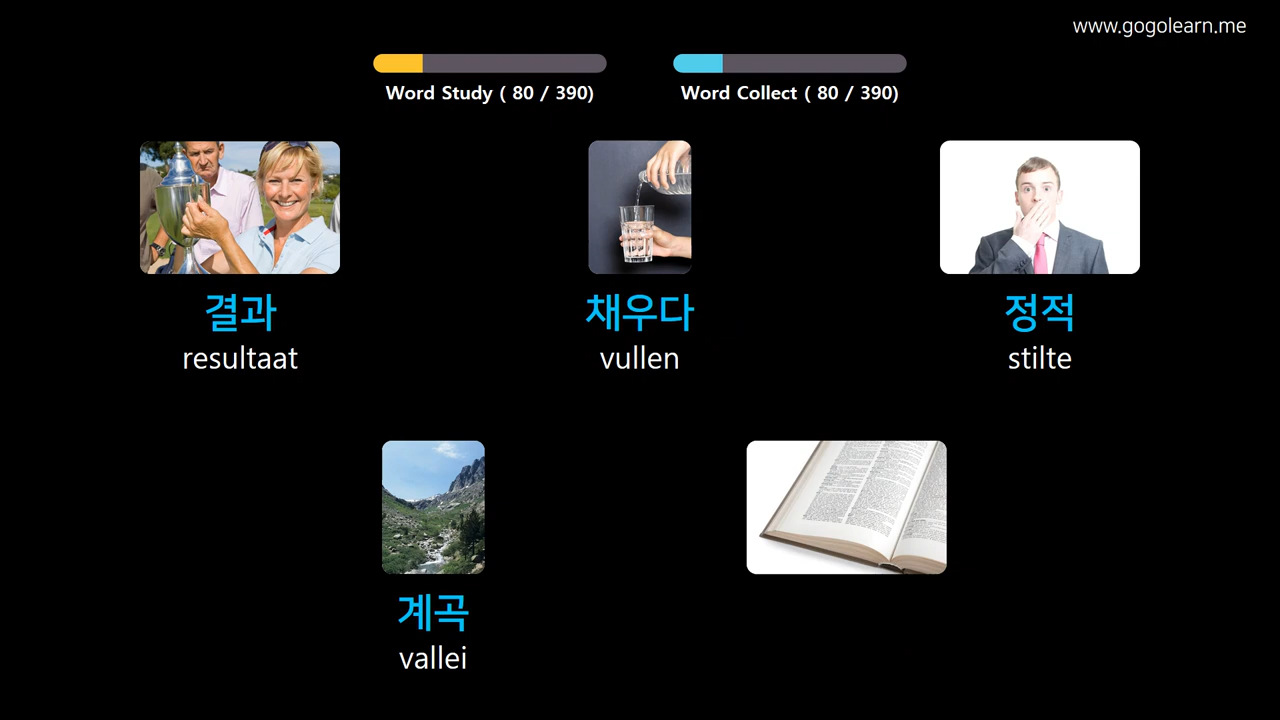 www.gogolearn.me
Word Study ( 80 / 390)
Word Collect ( 80 / 390)
결과
resultaat
채우다
vullen
정적
stilte
계곡
vallei